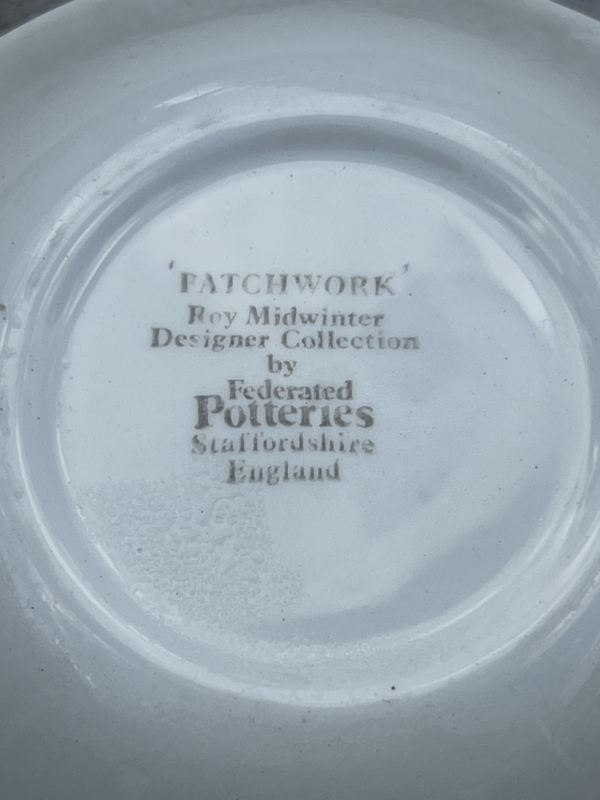 'PATCHWORK'
Roy Midwinter
Designer Collection
by
Federated
Potteries
Staffordshire
England